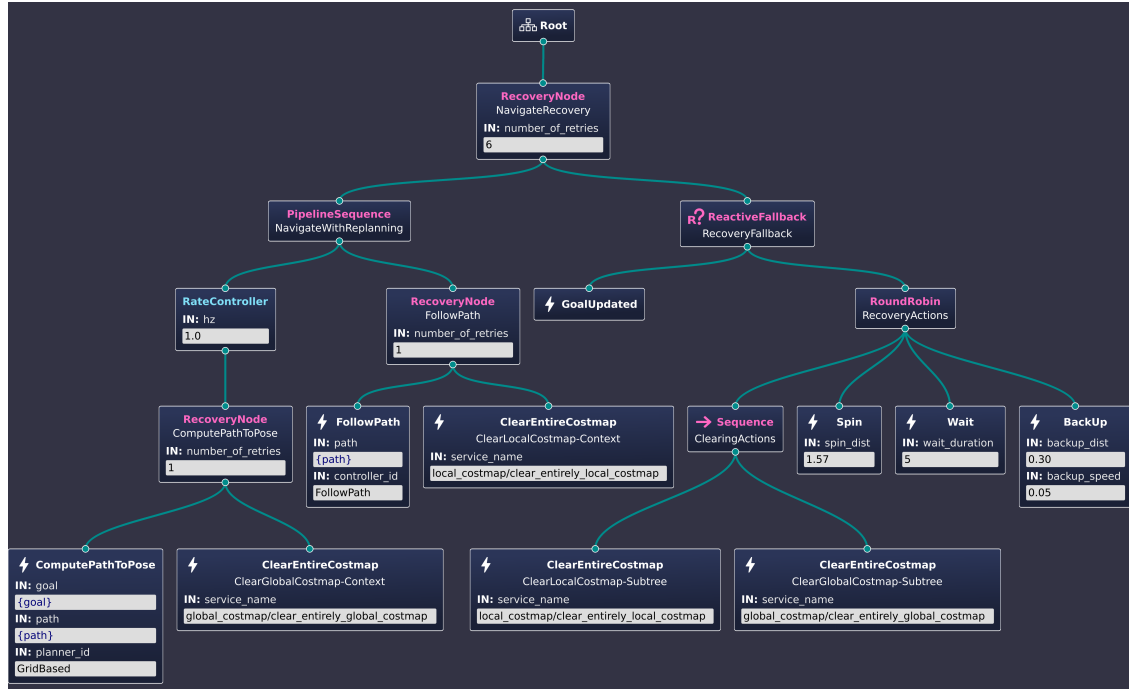 Root
RecoveryNode
NavigateRecovery
IN: number_of_retries
6
PipelineSequence
NavigateWithReplanning
R? ReactiveFallback
RecoveryFallback
RateController
IN: hz
1.0
RecoveryNode
FollowPath
IN: number_of_retries
1
GoalUpdated
RoundRobin
RecoveryActions
RecoveryNode
ComputePathToPose
IN: number_of_retries
1
FollowPath
IN: path
{path}
IN: controller_id
FollowPath
ClearEntireCostmap
ClearLocalCostmap-Context
IN: service_name
local_costmap/clear_entirely_local_costmap
Sequence
ClearingActions
Spin
IN: spin_dist
1.57
Wait
IN: wait_duration
5
BackUp
IN: backup_dist
0.30
IN: backup_speed
0.05
ComputePathToPose
IN: goal
{goal}
IN: path
{path}
IN: planner_id
GridBased
ClearEntireCostmap
ClearGlobalCostmap-Context
IN: service_name
global_costmap/clear_entirely_global_costmap
ClearEntireCostmap
ClearLocalCostmap-Subtree
IN: service_name
local_costmap/clear_entirely_local_costmap
ClearEntireCostmap
ClearGlobalCostmap-Subtree
IN: service_name
global_costmap/clear_entirely_global_costmap